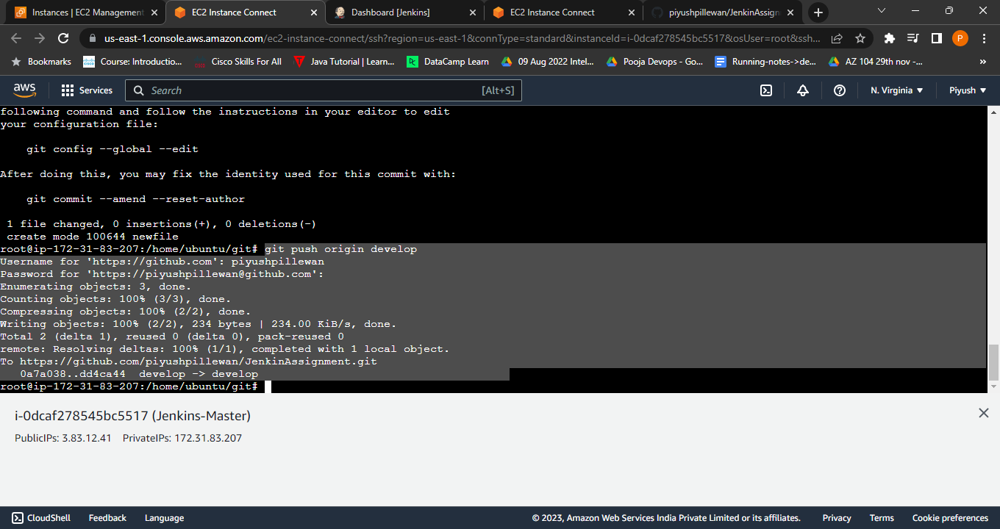 Instances | EC2 Management
EC2 Instance Connect
Dashboard [Jenkins]
EC2 Instance Connect
piyushpillewan/JenkinAssign
us-east-1.console.aws.amazon.com/ec2-instance-connect/ssh?region=us-east-1&connType=standard&instanceId=i-0dcaf278545bc5517&osUser=root&ssh...
P
Bookmarks
Course: Introductio...
Cisco Skills For All
Java Tutorial | Learn...
DataCamp Learn
09 Aug 2022 Intel...
Pooja Devops - Go...
Running-notes->de...
AZ 104 29th nov -...
»
aws
Services
Search
[Alt+S]
N. Virginia
Piyush
following command and follow the instructions in your editor to edit
your configuration file:
git config --global --edit
After doing this, you may fix the identity used for this commit with:
git commit --amend --reset-author
1 file changed, 0 insertions(+), 0 deletions(-)
create mode 100644 newfile
root@ip-172-31-83-207:/home/ubuntu/git# git push origin develop
Username for 'https://github.com': piyushpillewan
Password for 'https://piyushpillewan@github.com':
Enumerating objects: 3, done.
Counting objects: 100% (3/3), done.
Compressing objects: 100% (2/2), done.
Writing objects: 100% (2/2), 234 bytes | 234.00 KiB/s, done.
Total 2 (delta 1), reused 0 (delta 0), pack-reused 0
remote: Resolving deltas: 100% (1/1), completed with 1 local object.
To https://github.com/piyushpillewan/JenkinAssignment.git
0a7a038..dd4ca44  develop -> develop
root@ip-172-31-83-207:/home/ubuntu/git#
i-0dcaf278545bc5517 (Jenkins-Master)
PublicIPs: 3.83.12.41 PrivateIPs: 172.31.83.207
CloudShell
Feedback
Language
© 2023, Amazon Web Services India Private Limited or its affiliates.
Privacy
Terms
Cookie preferences